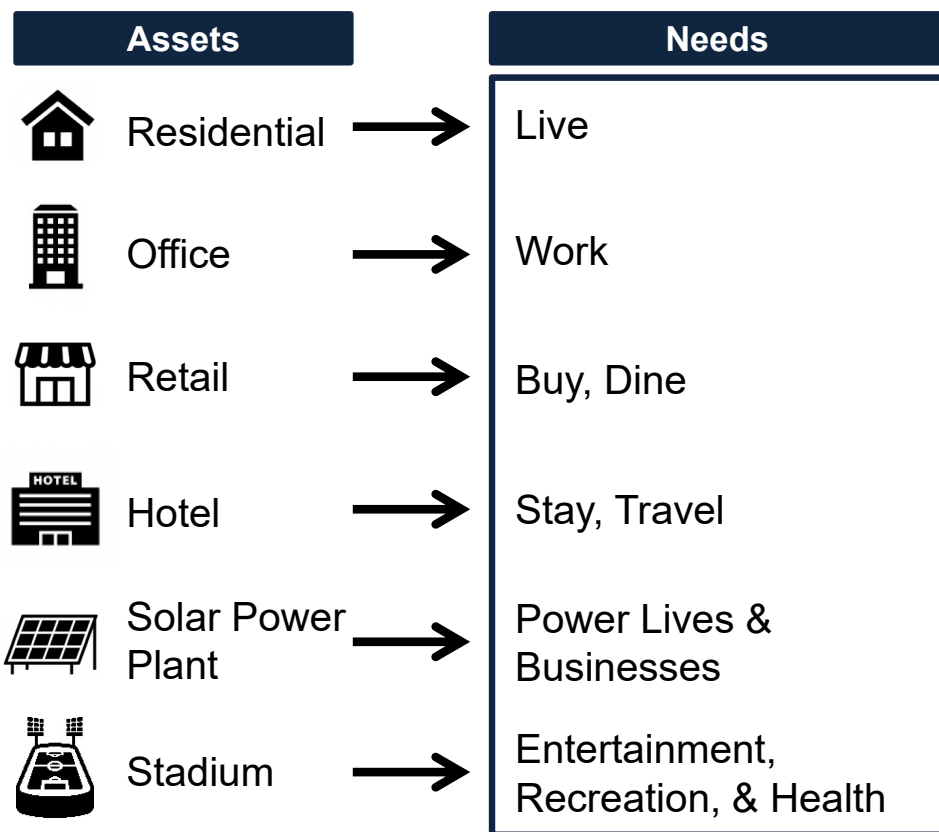 Assets
Needs
Residential
Live
Office
Work
Retail
Buy, Dine
HOTEL
Hotel
Stay, Travel
Solar Power
Plant
Power Lives &
Businesses
Stadium
Entertainment,
Recreation, & Health